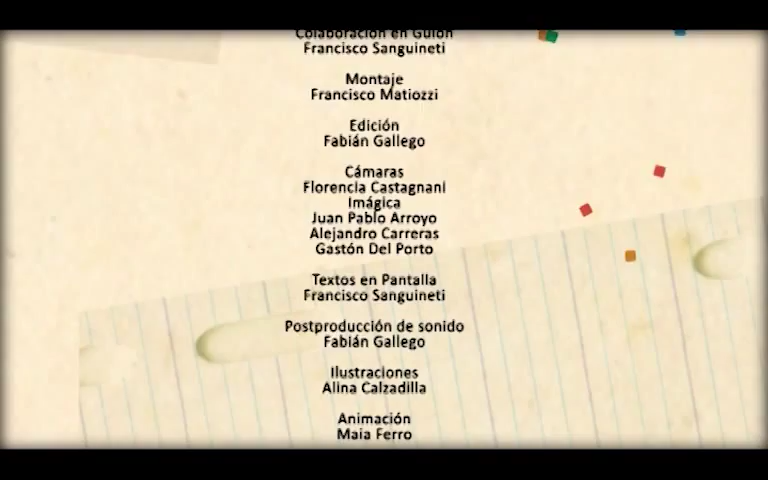 Colaboración en Guión
Francisco Sanguineti
Montaje
Francisco Matiozzi
Edición
Fabián Gallego
Cámaras
Florencia Castagnani
Imágica
Juan Pablo Arroyo
Alejandro Carreras
Gastón Del Porto
Textos en Pantalla
Francisco Sanguineti
Postproducción de sonido
Fabián Gallego
Ilustraciones
Alina Calzadilla
Animación
Maia Ferro